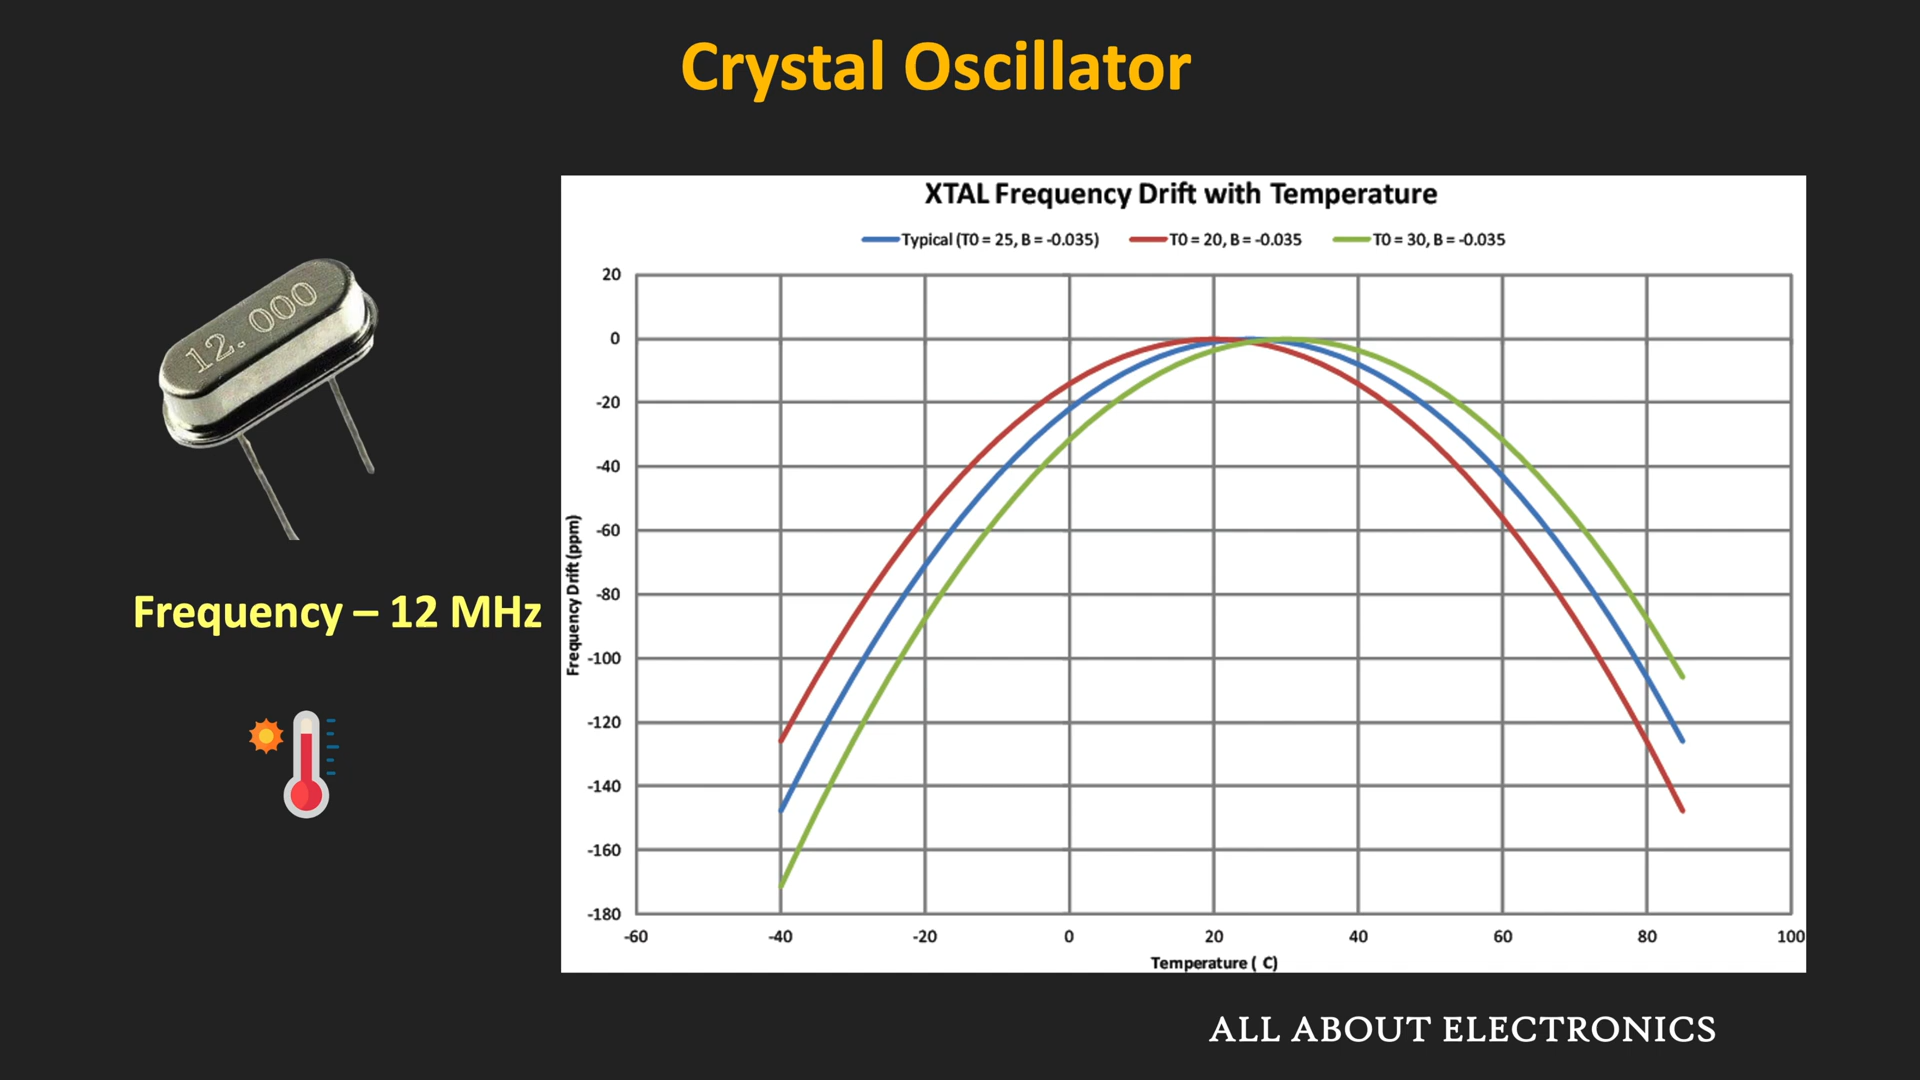 Crystal Oscillator
12. 000
Frequency – 12 MHz
XTAL Frequency Drift with Temperature
Typical (T0 = 25, B = -0.035)
T0 = 20, B = -0.035
T0 = 30, B = -0.035
Frequency Drift (ppm)
20
0
-20
-40
-60
-80
-100
-120
-140
-160
-180
-60 -40 -20 0 20 40 60 80 100
Temperature ( C)
ALL ABOUT ELECTRONICS